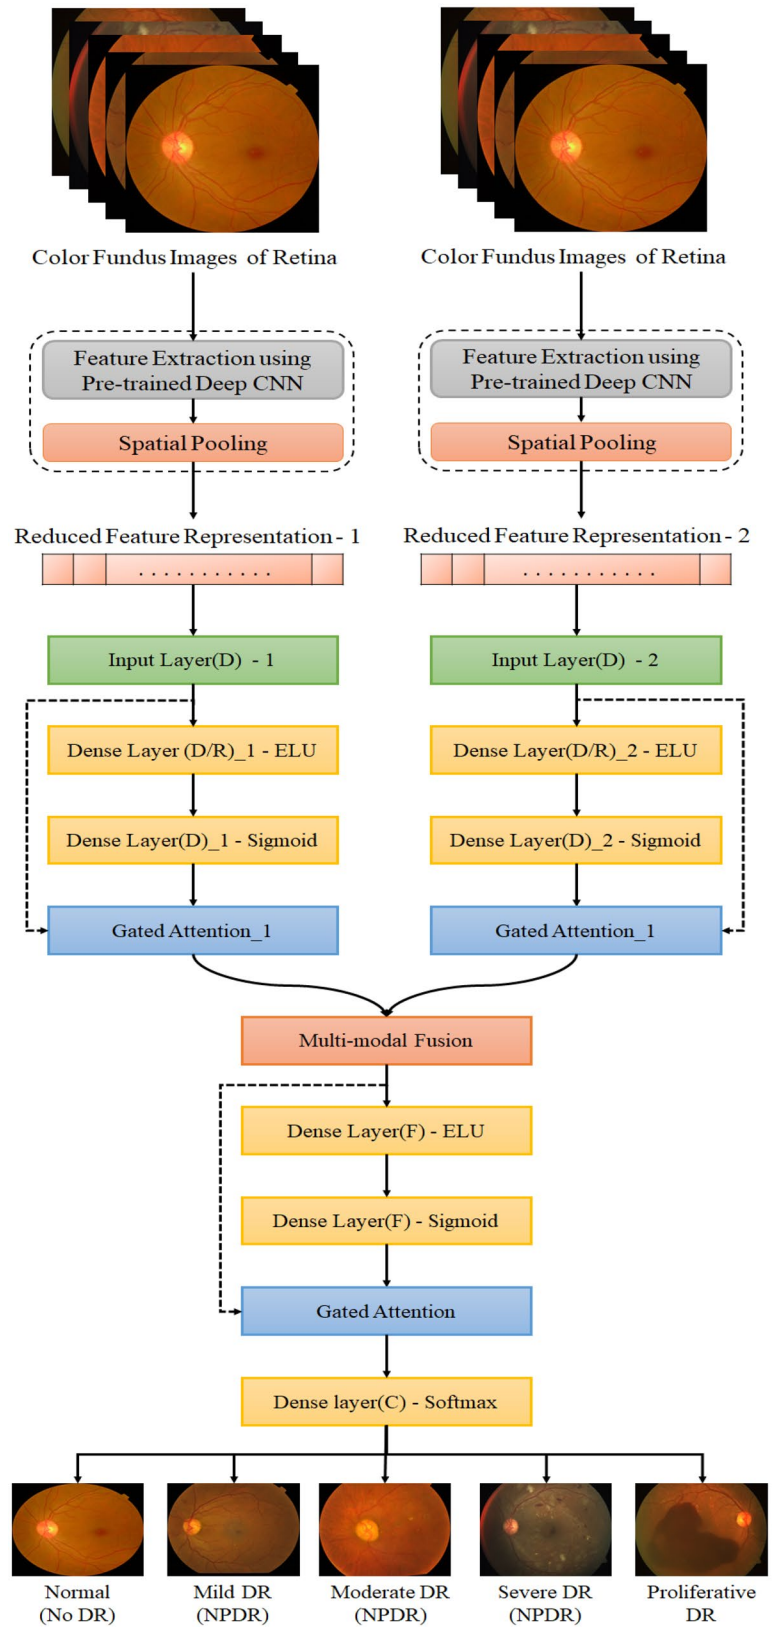 Color Fundus Images of Retina
Color Fundus Images of Retina
Feature Extraction using
Pre-trained Deep CNN
Feature Extraction using
Pre-trained Deep CNN
Spatial Pooling
Spatial Pooling
Reduced Feature Representation - 1
Reduced Feature Representation - 2
. . . . . . . . . . . .
. . . . . . . . . . . .
Input Layer(D) - 1
Input Layer(D) - 2
Dense Layer (D/R)_1 - ELU
Dense Layer(D/R)_2 - ELU
Dense Layer(D)_1 - Sigmoid
Dense Layer(D)_2 - Sigmoid
Gated Attention_1
Gated Attention_1
Multi-modal Fusion
Dense Layer(F) - ELU
Dense Layer(F) - Sigmoid
Gated Attention
Dense layer(C) - Softmax
Normal
(No DR)
Mild DR
(NPDR)
Moderate DR
(NPDR)
Severe DR
(NPDR)
Proliferative
DR